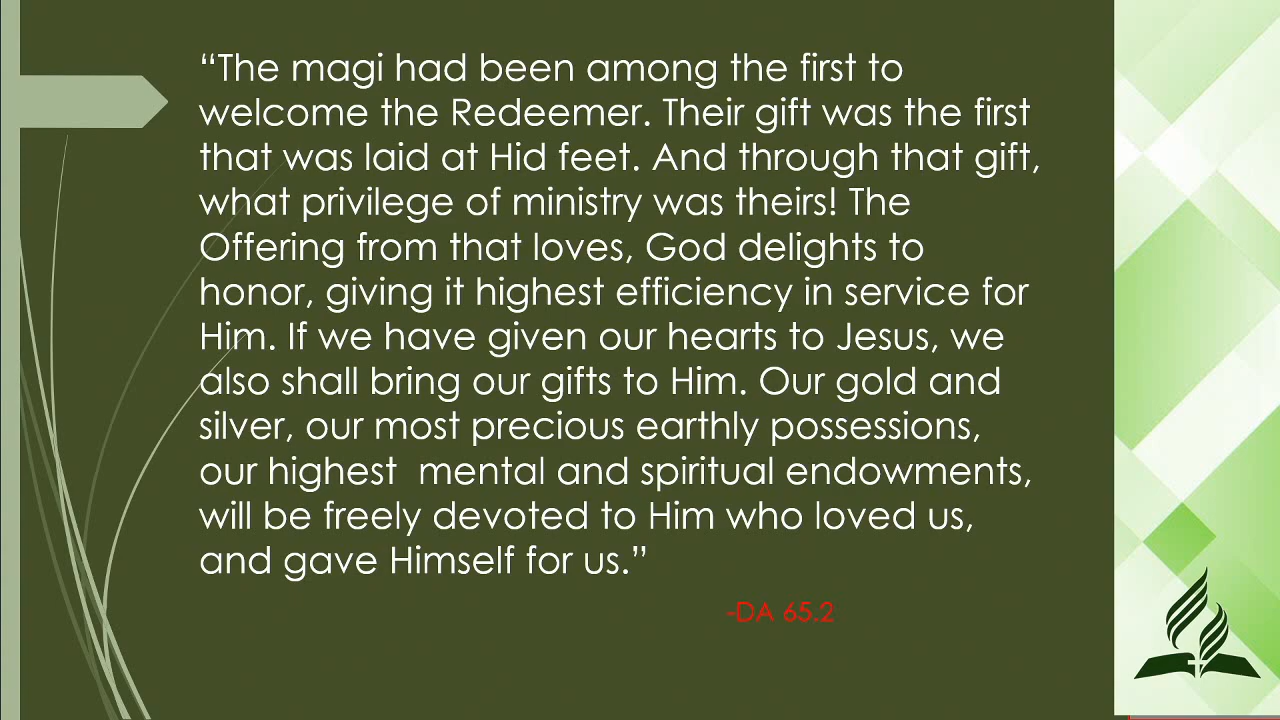 “The magi had been among the first to
welcome the Redeemer. Their gift was the first
that was laid at Hid feet. And through that gift,
what privilege of ministry was theirs! The
Offering from that loves, God delights to
honor, giving it highest efficiency in service for
Him. If we have given our hearts to Jesus, we
also shall bring our gifts to Him. Our gold and
silver, our most precious earthly possessions,
our highest  mental and spiritual endowments,
will be freely devoted to Him who loved us,
and gave Himself for us.”
-DA 65.2